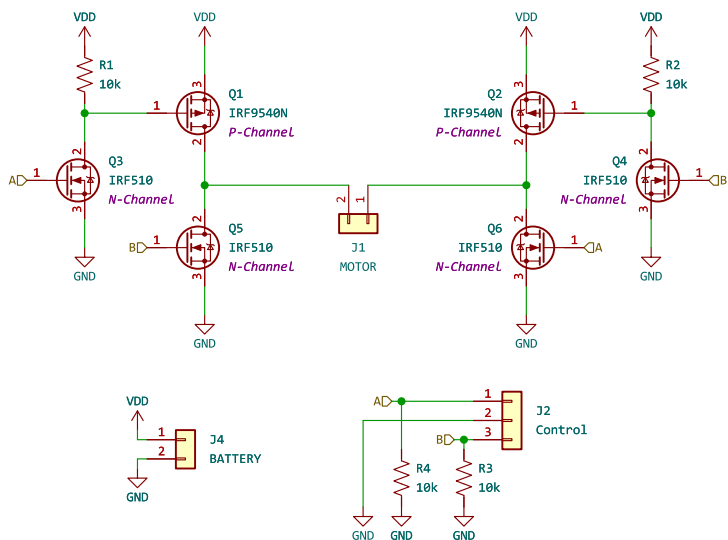 VDD
VDD
VDD
VDD
R1
10k
R2
10k
3
Q1
IRF9540N
P-Channel
1
2
3
Q2
IRF9540N
P-Channel
1
2
A
1
2
Q3
IRF510
N-Channel
3
2
Q4
IRF510
N-Channel
1
B
3
2
1
J1
MOTOR
B
1
2
Q5
IRF510
N-Channel
3
2
Q6
IRF510
N-Channel
1
A
3
GND
GND
GND
GND
VDD
1
2
J4
BATTERY
GND
A
B
1
2
3
J2
Control
R4
10k
R3
10k
GND
GND
GND